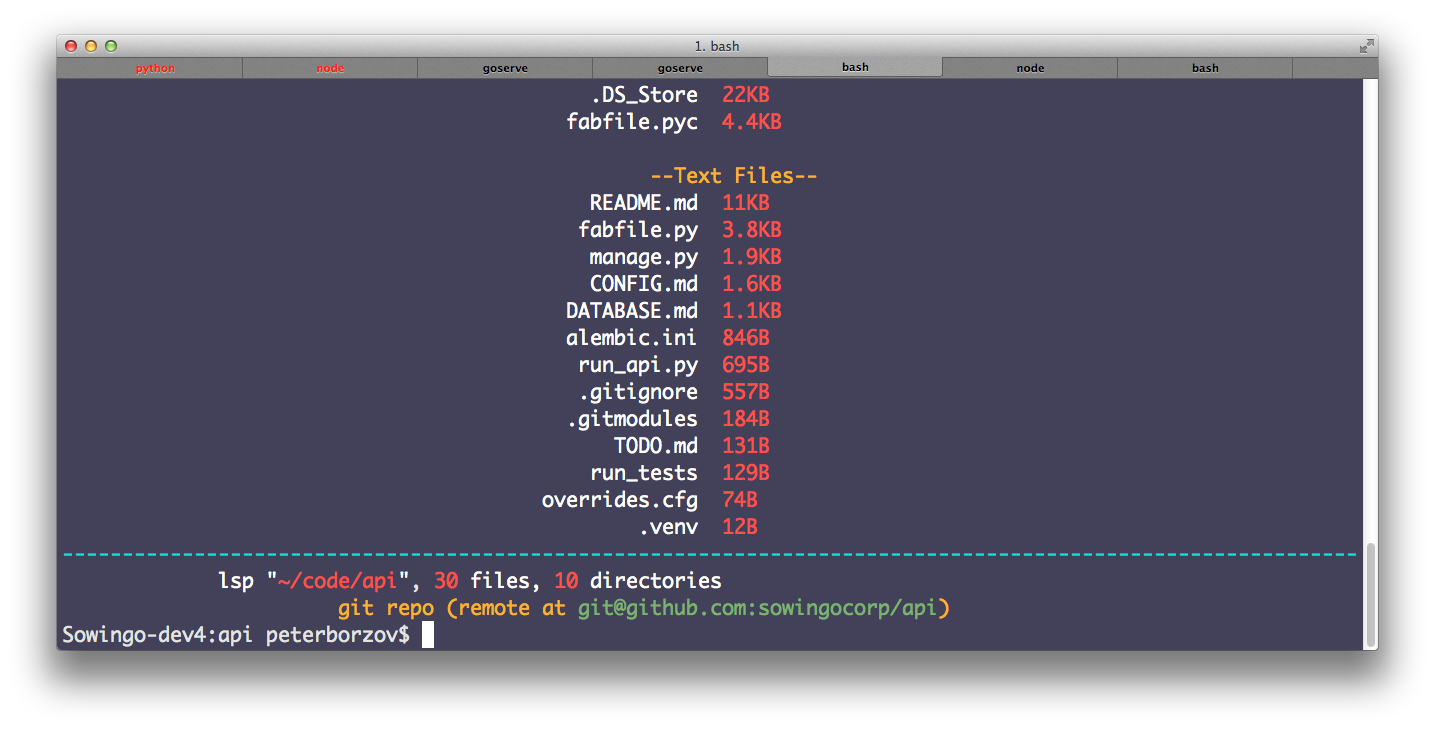 1. bash
python node goserve goserve bash node bash
.DS_Store 22KB
fabfile.pyc 4.4KB
--Text Files--
README.md 11KB
fabfile.py 3.8KB
manage.py 1.9KB
CONFIG.md 1.6KB
DATABASE.md 1.1KB
alembic.ini 846B
run_api.py 695B
.gitignore 557B
.gitmodules 184B
TODO.md 131B
run_tests 129B
overrides.cfg 74B
.venv 12B
lsp "~/code/api", 30 files, 10 directories
git repo (remote at git@github.com:sowingocorp/api)
Sowingo-dev4:api peterborzov$